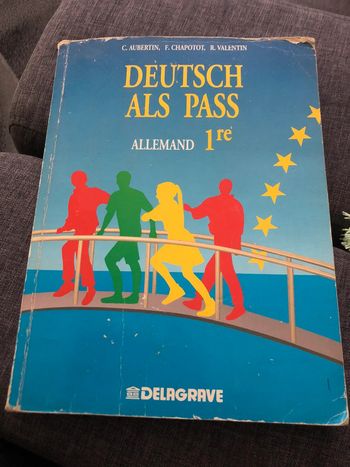 C. AUBERTIN, F. CHAPOTOT, R. VALENTIN
DEUTSCH
ALS PASS
ALLEMAND 1re
DELAGRAVE